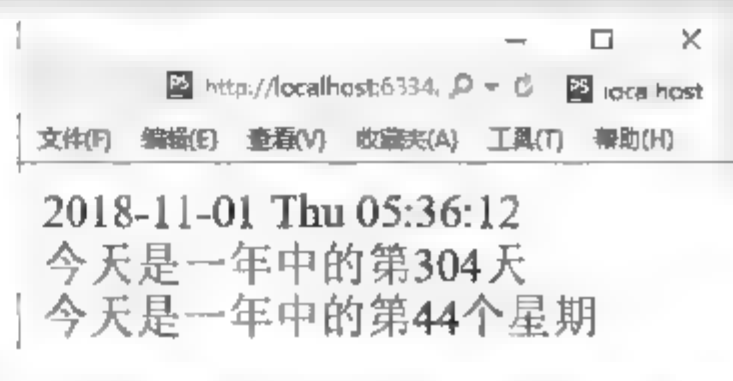 http://localhost:6334, localhost
文件(F) 编辑(E) 查看(V) 收藏夹(A) 工具(T) 帮助(H)
2018-11-01 Thu 05:36:12
今天是一年中的第304天
今天是一年中的第44个星期